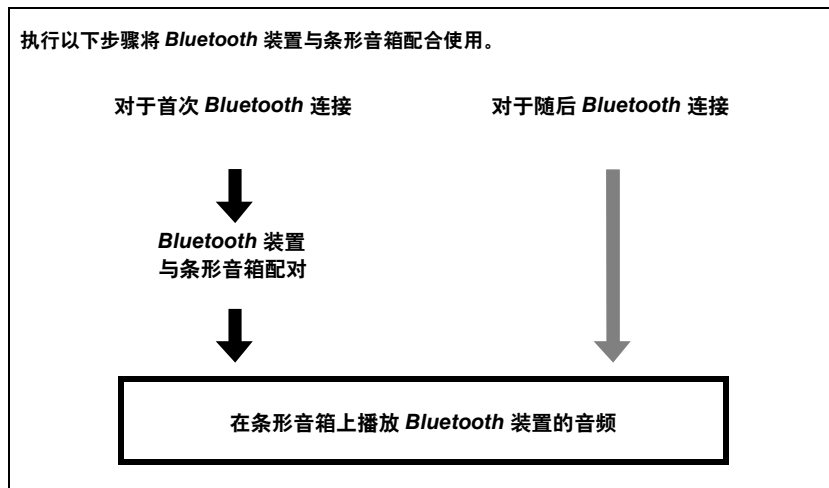 执行以下步骤将 Bluetooth 装置与条形音箱配合使用。
对于首次 Bluetooth 连接
对于随后 Bluetooth 连接
Bluetooth 装置
与条形音箱配对
在条形音箱上播放 Bluetooth 装置的音频